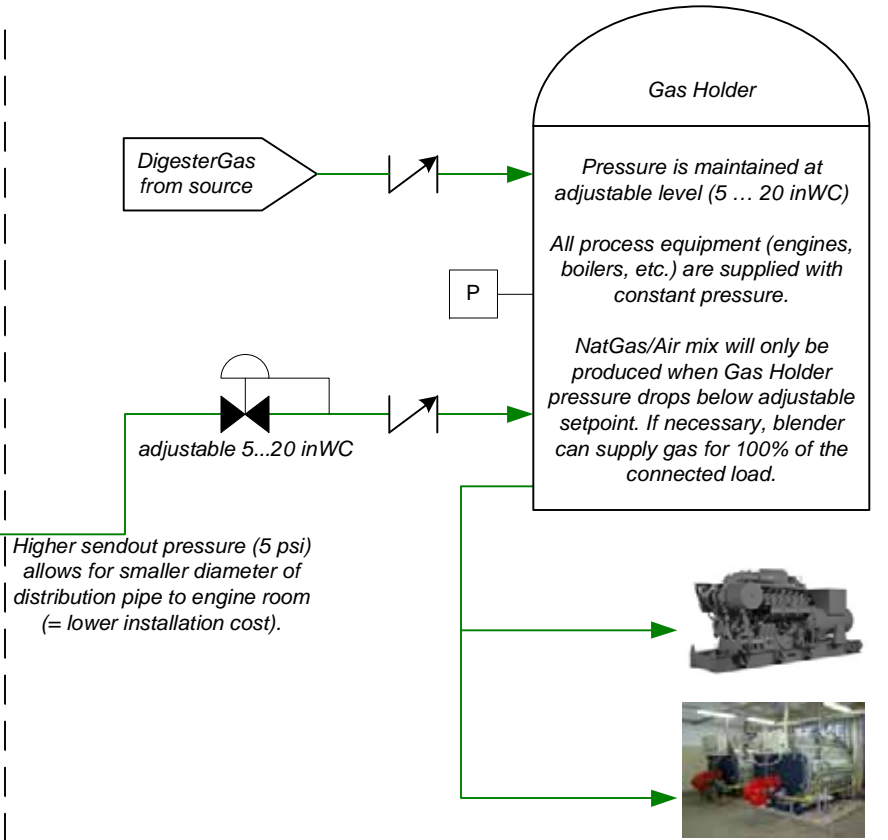 Gas Holder
DigesterGas
from source
Pressure is maintained at
adjustable level (5 … 20 inWC)
All process equipment (engines,
boilers, etc.) are supplied with
constant pressure.
P
NatGas/Air mix will only be
produced when Gas Holder
pressure drops below adjustable
setpoint. If necessary, blender
can supply gas for 100% of the
connected load.
adjustable 5...20 inWC
Higher sendout pressure (5 psi)
allows for smaller diameter of
distribution pipe to engine room
(= lower installation cost).